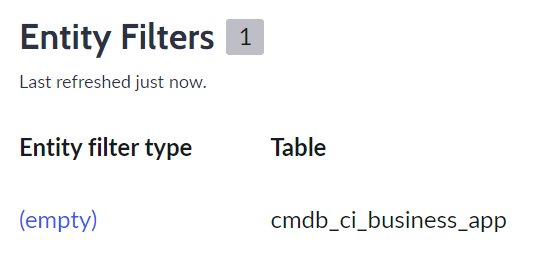 Entity Filters 1
Last refreshed just now.
Entity filter type Table
(empty) cmdb_ci_business_app